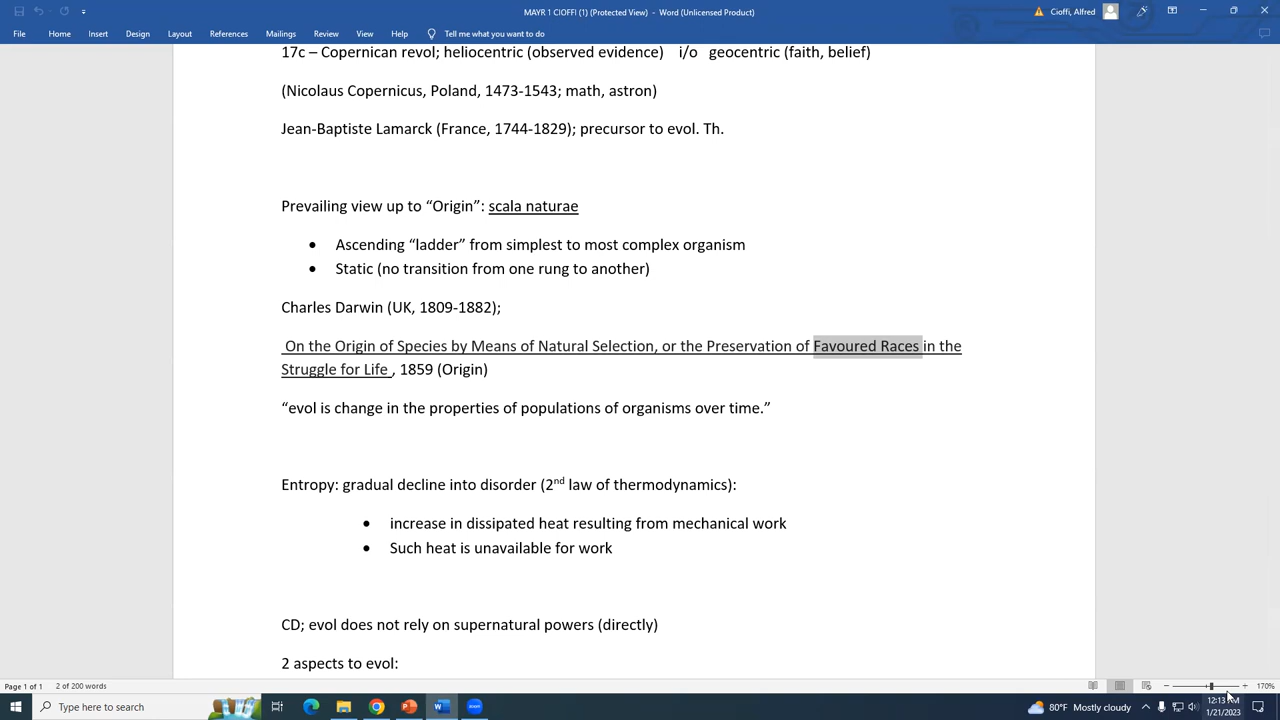 MAYR 1 CIOFFI (1) (Protected View) - Word (Unlicensed Product)
Cioffi, Alfred
File Home Insert Design Layout References Mailings Review View Help Tell me what you want to do
17c – Copernican revol; heliocentric (observed evidence) i/o geocentric (faith, belief)
(Nicolaus Copernicus, Poland, 1473-1543; math, astron)
Jean-Baptiste Lamarck (France, 1744-1829); precursor to evol. Th.
Prevailing view up to “Origin”: scala naturae
• Ascending “ladder” from simplest to most complex organism
• Static (no transition from one rung to another)
Charles Darwin (UK, 1809-1882);
On the Origin of Species by Means of Natural Selection, or the Preservation of Favoured Races in the
Struggle for Life , 1859 (Origin)
“evol is change in the properties of populations of organisms over time.”
Entropy: gradual decline into disorder (2nd law of thermodynamics):
• increase in dissipated heat resulting from mechanical work
• Such heat is unavailable for work
CD; evol does not rely on supernatural powers (directly)
2 aspects to evol:
Page 1 of 1 2 of 200 words
170%
Type here to search
zoom
80°F Mostly cloudy
12:13
1/21/2023